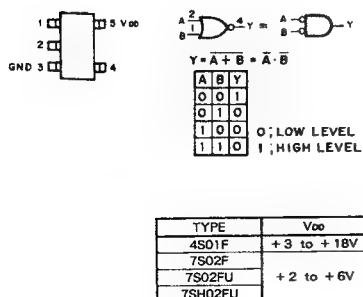 1 5 VDD
2
GND 3 4
A 2 4 Y = A Y
B 1 B
Y = A + B = A · B
A B Y
0 0 1
0 1 0
1 0 0 0 ; LOW LEVEL
1 1 0 1 ; HIGH LEVEL
TYPE VDD
4S01F +3 to +18V
7S02F
7S02FU +2 to +6V
7SH02FU